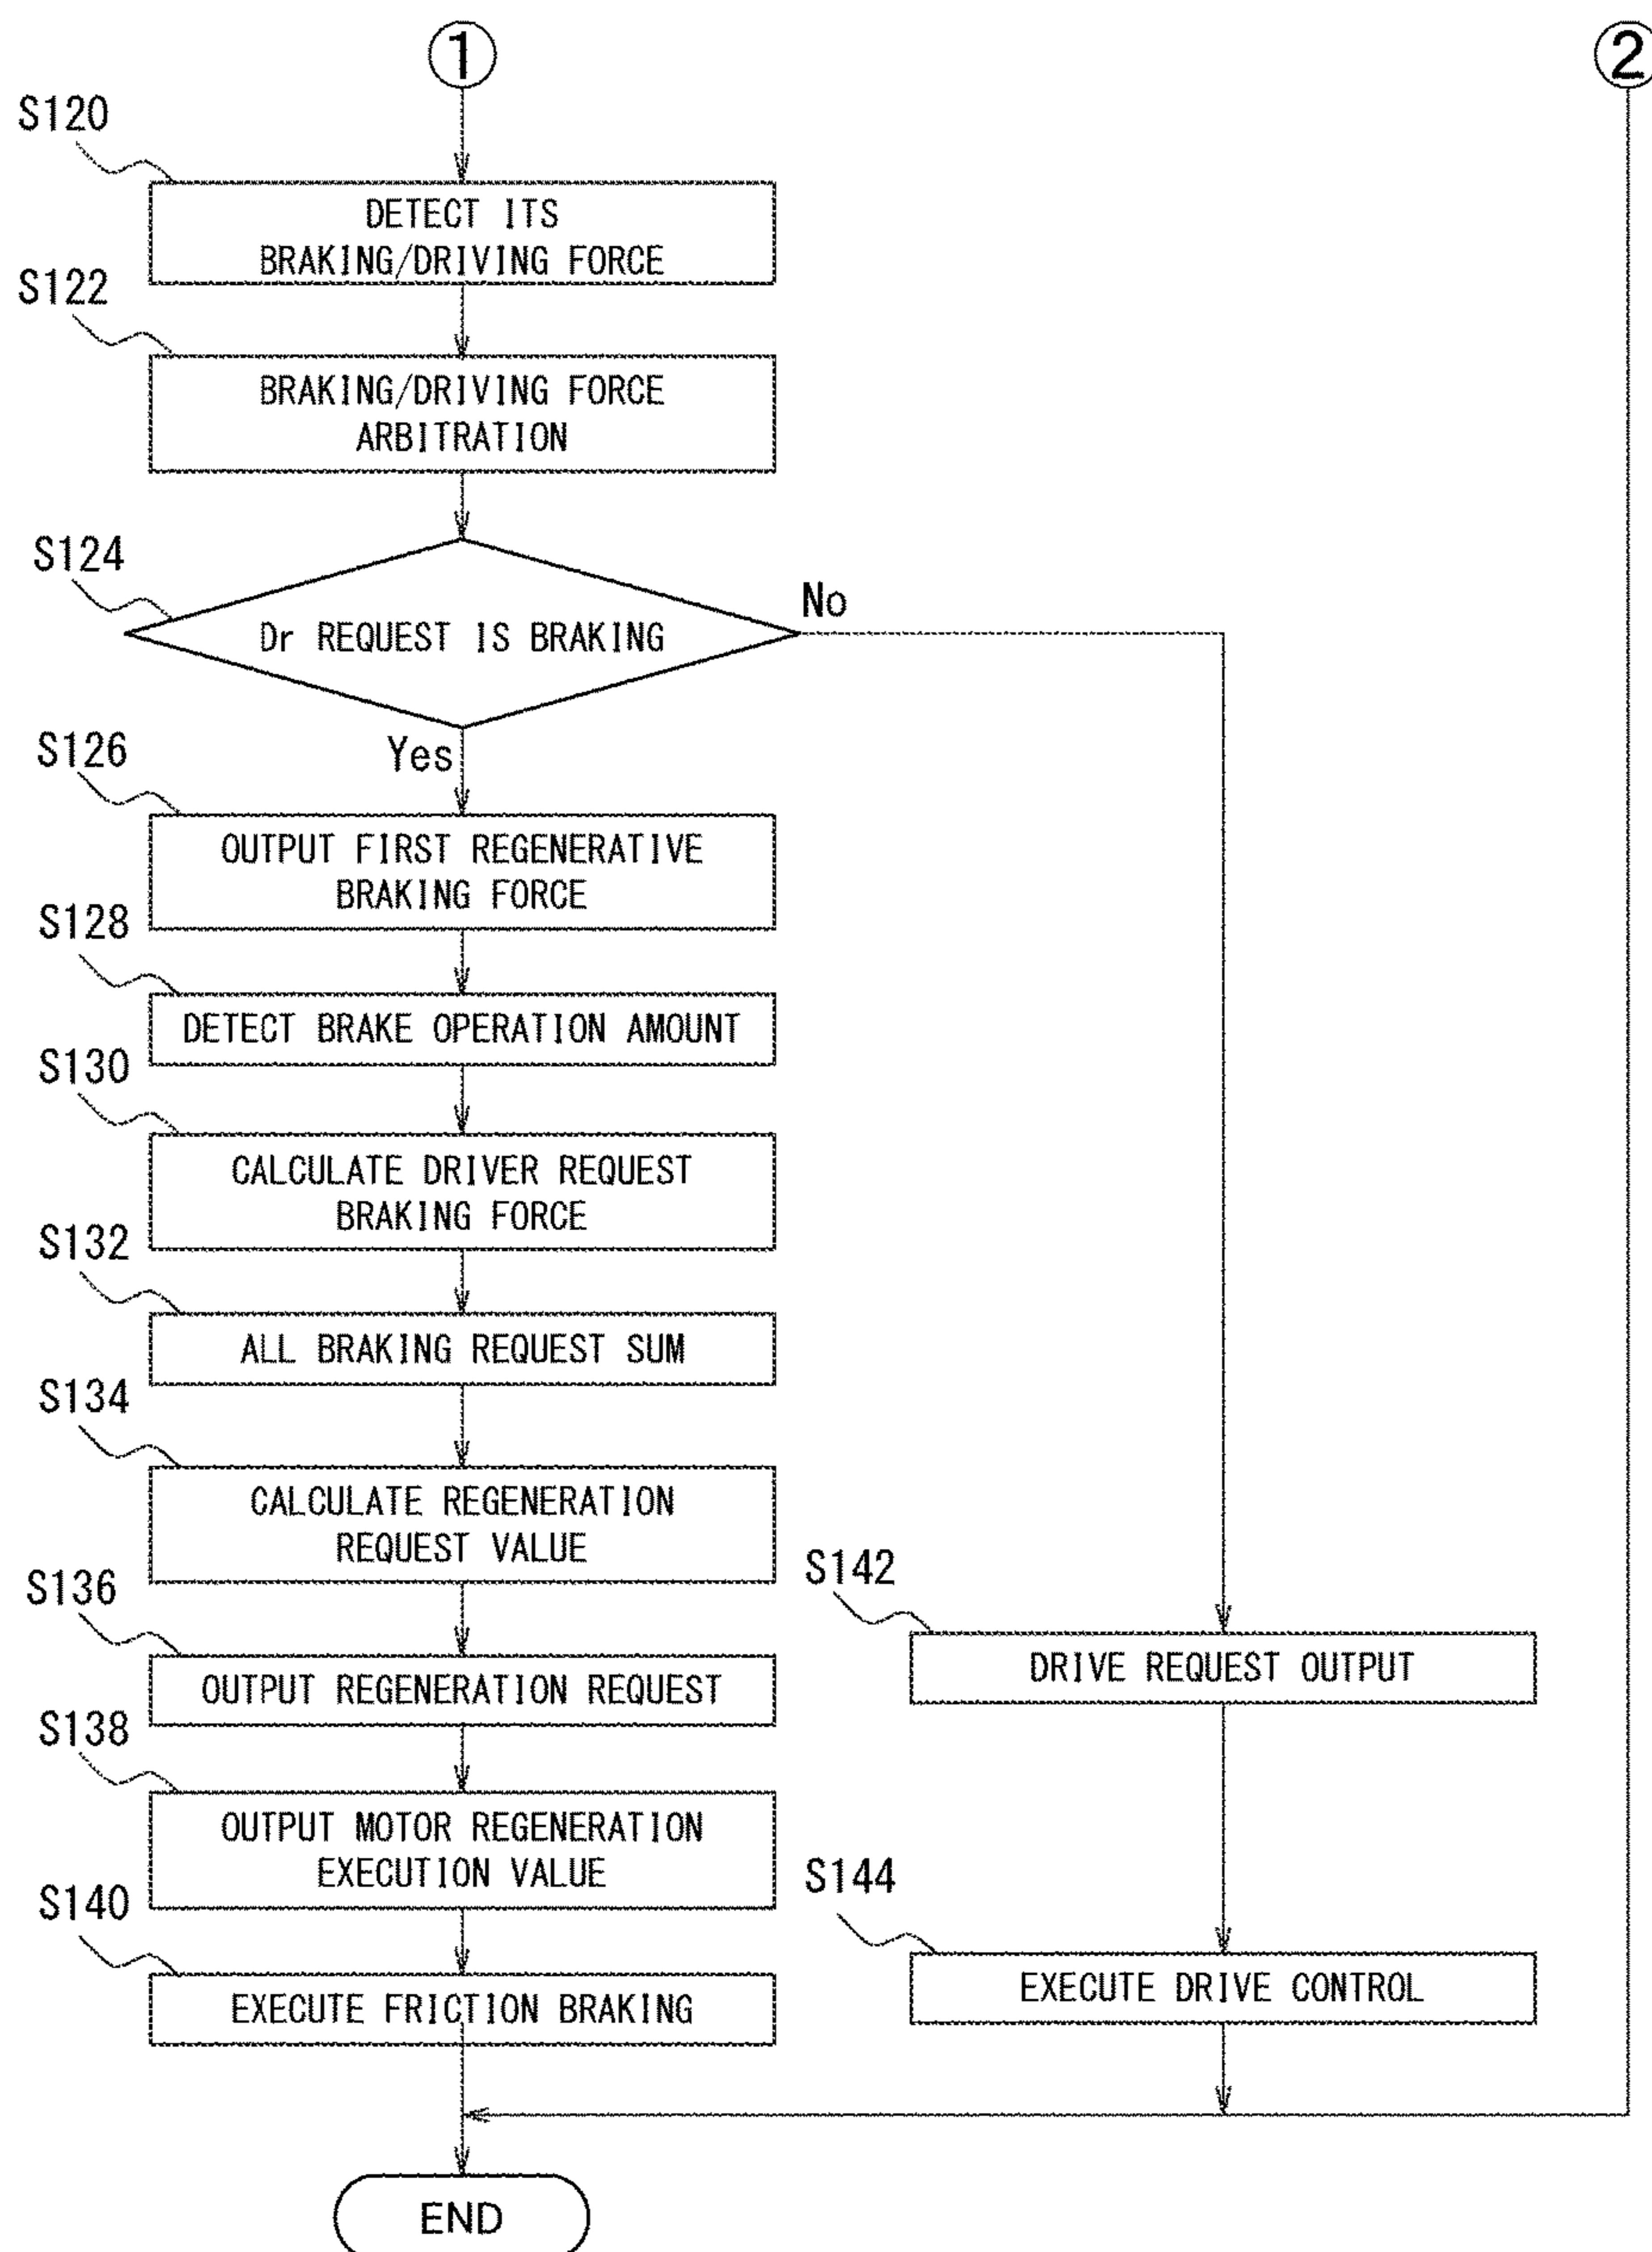 ①
②
S120
DETECT ITS
BRAKING/DRIVING FORCE
S122
BRAKING/DRIVING FORCE
ARBITRATION
S124
Dr REQUEST IS BRAKING
No
Yes
S126
OUTPUT FIRST REGENERATIVE
BRAKING FORCE
S128
DETECT BRAKE OPERATION AMOUNT
S130
CALCULATE DRIVER REQUEST
BRAKING FORCE
S132
ALL BRAKING REQUEST SUM
S134
CALCULATE REGENERATION
REQUEST VALUE
S136
OUTPUT REGENERATION REQUEST
S138
OUTPUT MOTOR REGENERATION
EXECUTION VALUE
S140
EXECUTE FRICTION BRAKING
S142
DRIVE REQUEST OUTPUT
S144
EXECUTE DRIVE CONTROL
END